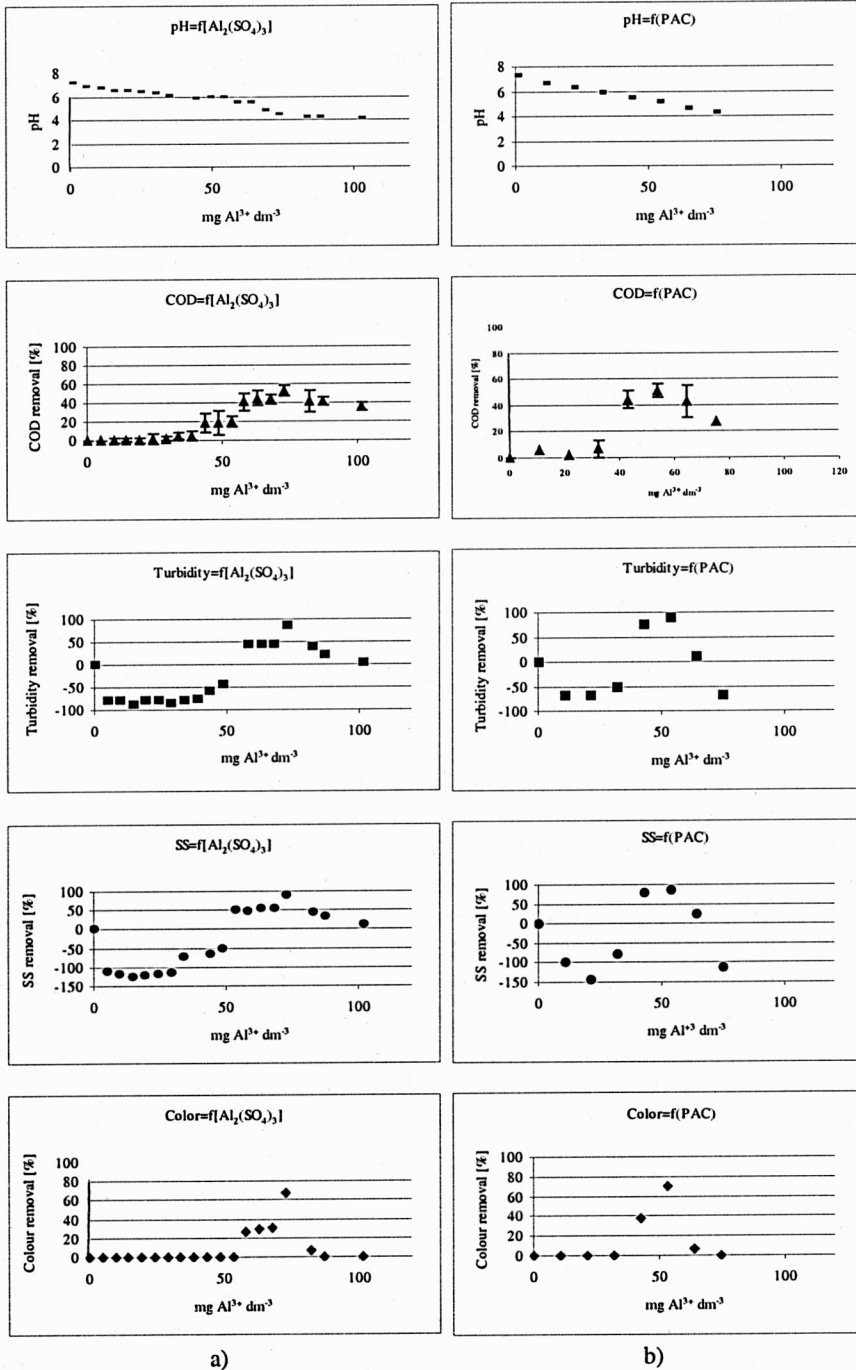 pH=f[Al₂(SO₄)₃]
8
6
4
2
0
pH
0 50 100
mg Al³⁺ dm⁻³
pH=f(PAC)
8
6
4
2
0
pH
0 50 100
mg Al³⁺ dm⁻³
COD=f[Al₂(SO₄)₃]
100
80
60
40
20
0
COD removal [%]
0 50 100
mg Al³⁺ dm⁻³
COD=f(PAC)
100
80
60
40
20
0
COD removal [%]
0 20 40 60 80 100 120
mg Al³⁺ dm⁻³
Turbidity=f[Al₂(SO₄)₃]
100
50
0
-50
-100
Turbidity removal [%]
0 50 100
mg Al³⁺ dm⁻³
Turbidity=f(PAC)
100
50
0
-50
-100
Turbidity removal [%]
0 50 100
mg Al³⁺ dm⁻³
SS=f[Al₂(SO₄)₃]
100
50
0
-50
-100
-150
SS removal [%]
0 50 100
mg Al³⁺ dm⁻³
SS=f(PAC)
100
50
0
-50
-100
-150
SS removal [%]
0 50 100
mg Al⁺³ dm⁻³
Color=f[Al₂(SO₄)₃]
100
80
60
40
20
0
Colour removal [%]
0 50 100
mg Al³⁺ dm⁻³
Color=f(PAC)
100
80
60
40
20
0
Colour removal [%]
0 50 100
mg Al³⁺ dm⁻³
a) b)